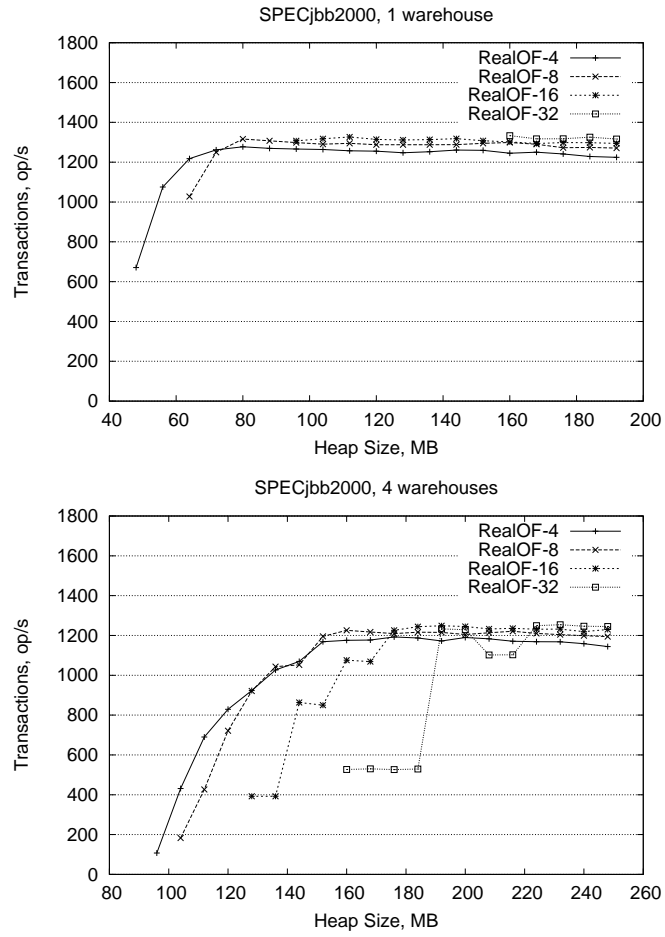 SPECjbb2000, 1 warehouse
1800
1600
1400
1200
1000
800
600
400
200
0
Transactions, op/s
RealOF-4
RealOF-8
RealOF-16
RealOF-32
40 60 80 100 120 140 160 180 200
Heap Size, MB
SPECjbb2000, 4 warehouses
1800
1600
1400
1200
1000
800
600
400
200
0
Transactions, op/s
RealOF-4
RealOF-8
RealOF-16
RealOF-32
80 100 120 140 160 180 200 220 240 260
Heap Size, MB